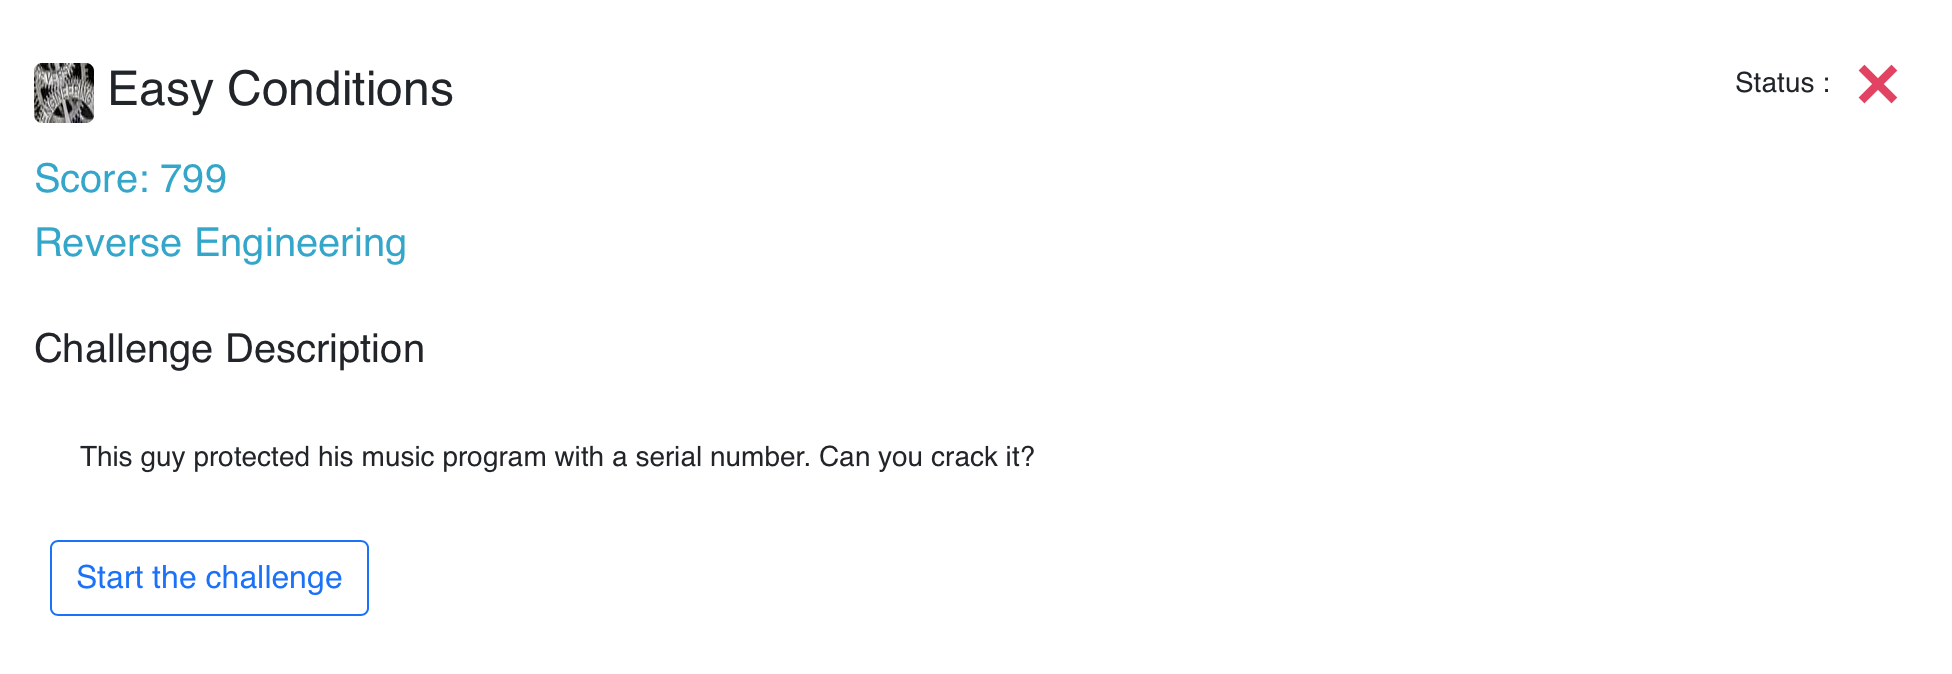 Easy Conditions
Status :
Score: 799
Reverse Engineering
Challenge Description
This guy protected his music program with a serial number. Can you crack it?
Start the challenge